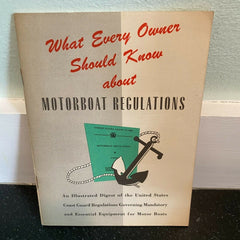 What Every Owner
Should Know
about
MOTORBOAT REGULATIONS
An Illustrated Digest of the United States
Coast Guard Regulations Governing Mandatory
and Essential Equipment for Motor Boats